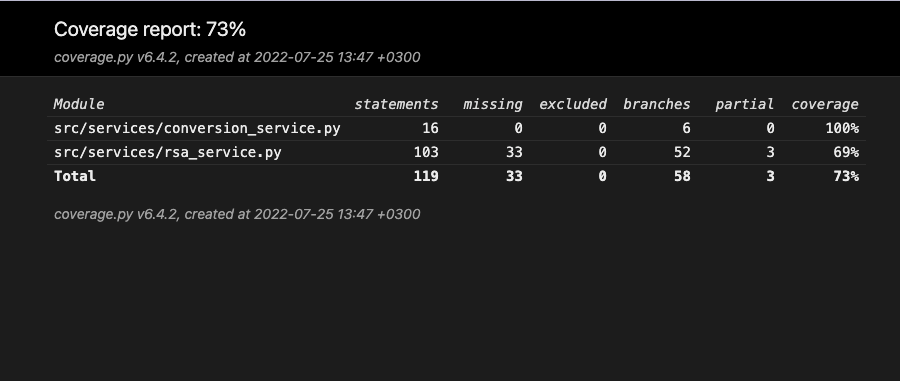 Coverage report: 73%
coverage.py v6.4.2, created at 2022-07-25 13:47 +0300
Module statements missing excluded branches partial coverage
src/services/conversion_service.py 16 0 0 6 0 100%
src/services/rsa_service.py 103 33 0 52 3 69%
Total 119 33 0 58 3 73%
coverage.py v6.4.2, created at 2022-07-25 13:47 +0300